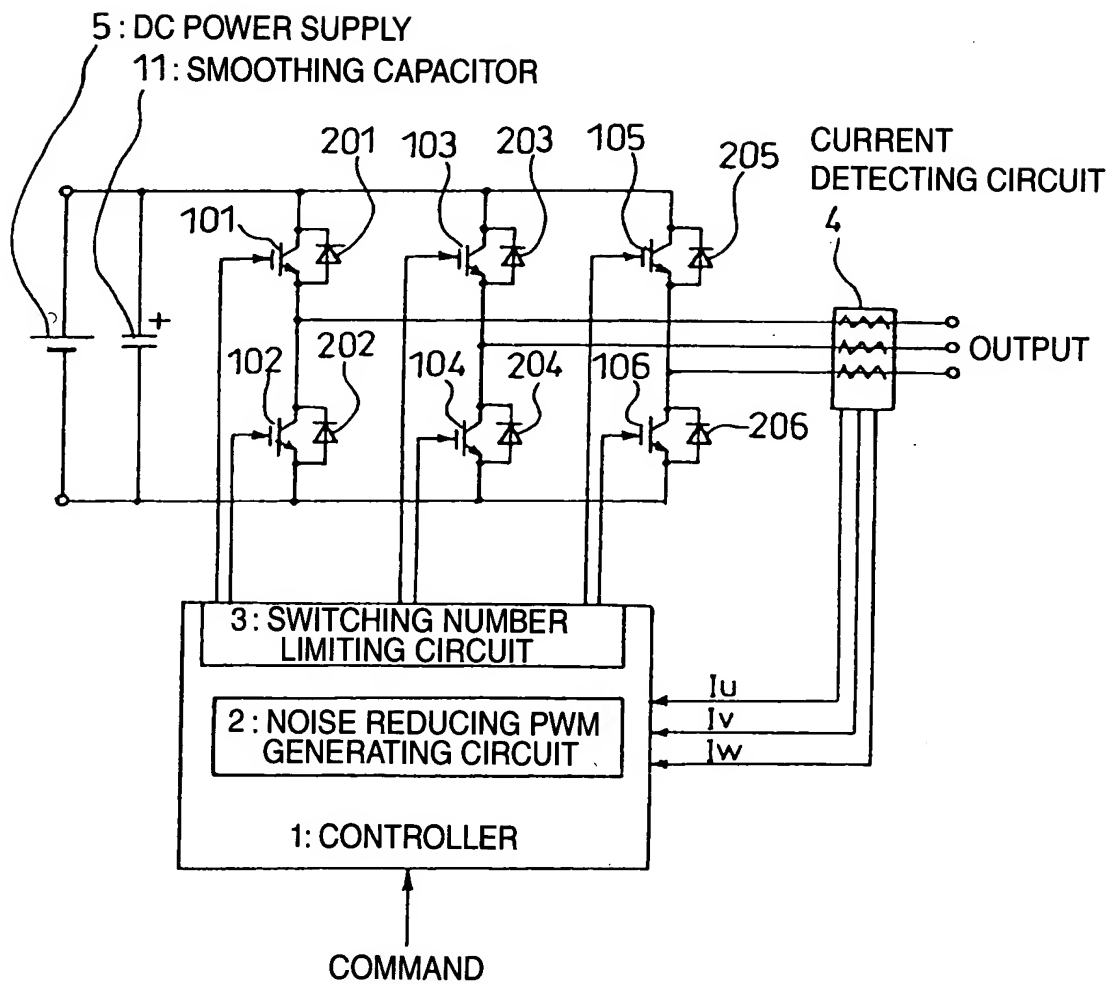 5 : DC POWER SUPPLY
11 : SMOOTHING CAPACITOR
201
103
203
105
205
CURRENT
DETECTING CIRCUIT
4
101
+
102
202
104
204
106
206
OUTPUT
3 : SWITCHING NUMBER
LIMITING CIRCUIT
2 : NOISE REDUCING PWM
GENERATING CIRCUIT
Iu
Iv
Iw
1 : CONTROLLER
COMMAND